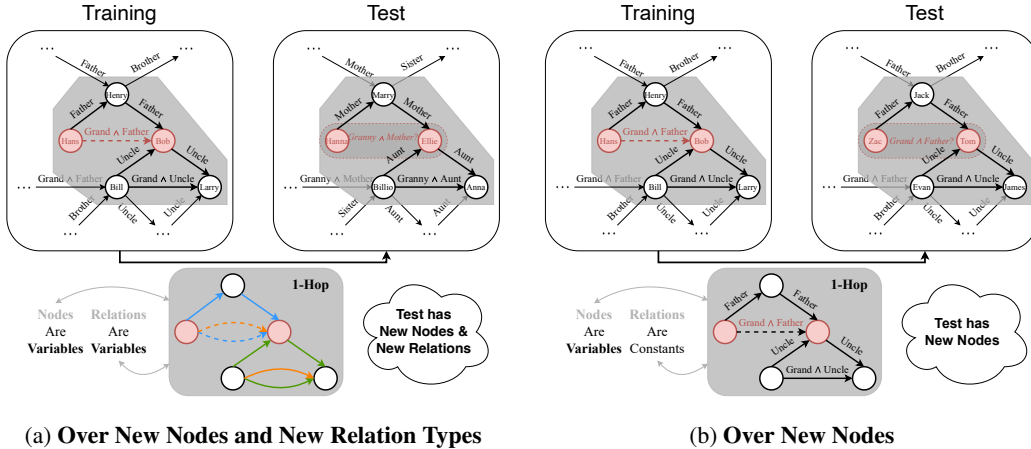 Training
Test
...
...
Father
Brother
Henry
Father
Father
Hans
Grand ∧ Father
Bob
Uncle
Uncle
...
Grand ∧ Father
Bill
Grand ∧ Uncle
Larry
Brother
Uncle
Uncle
...
...
...
...
Mother
Sister
Marry
Mother
Mother
Hanna
Granny ∧ Mother?
Ellie
Aunt
Aunt
...
Granny ∧ Mother
Billio
Granny ∧ Aunt
Anna
Sister
Aunt
Aunt
...
...
1-Hop
Nodes
Are
Variables
Relations
Are
Variables
Test has
New Nodes &
New Relations
(a) Over New Nodes and New Relation Types
Training
Test
...
...
Father
Brother
Henry
Father
Father
Hans
Grand ∧ Father
Bob
Uncle
Uncle
...
Grand ∧ Father
Bill
Grand ∧ Uncle
Larry
Brother
Uncle
Uncle
...
...
...
...
Father
Brother
Jack
Father
Father
Zac
Grand ∧ Father?
Tom
Uncle
Uncle
...
Grand ∧ Father
Evan
Grand ∧ Uncle
James
Brother
Uncle
Uncle
...
...
1-Hop
Father
Father
Grand ∧ Father
Uncle
Uncle
Grand ∧ Uncle
Nodes
Are
Variables
Relations
Are
Constants
Test has
New Nodes
(b) Over New Nodes